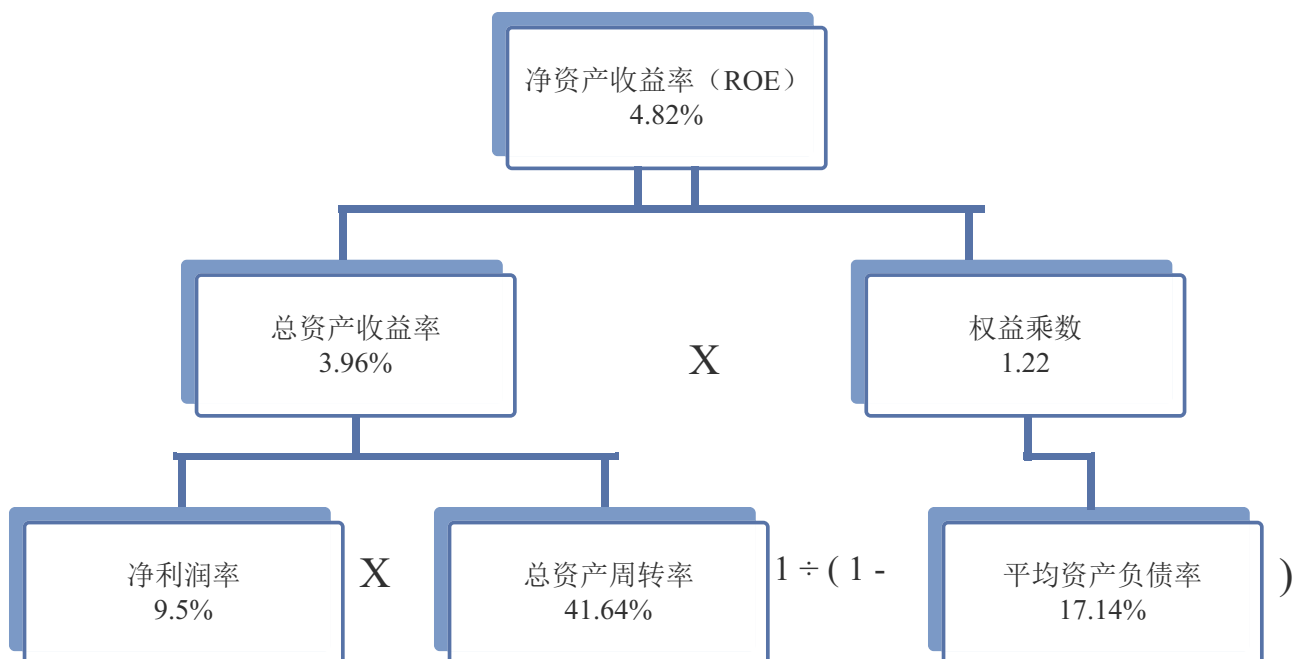 净资产收益率（ROE）
4.82%
总资产收益率
3.96%
X
权益乘数
1.22
净利润率
9.5%
X
总资产周转率
41.64%
1 ÷ ( 1 -
平均资产负债率
17.14%
)